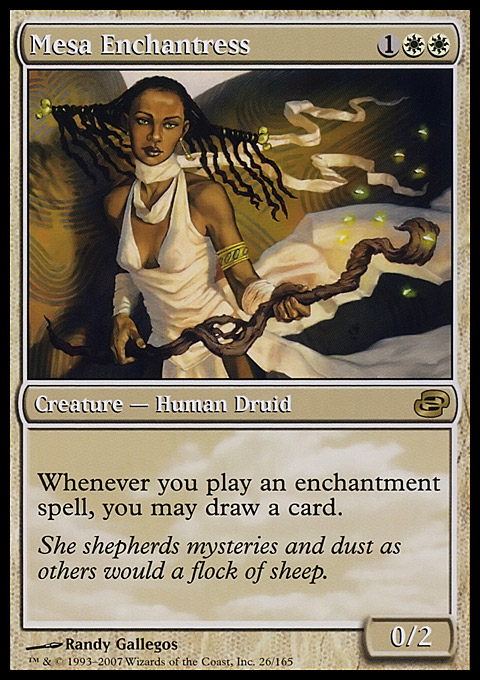 Mesa Enchantress 1
Creature — Human Druid
Whenever you play an enchantment
spell, you may draw a card.
She shepherds mysteries and dust as
others would a flock of sheep.
Randy Gallegos
0/2
™ & © 1993–2007 Wizards of the Coast, Inc. 26/165